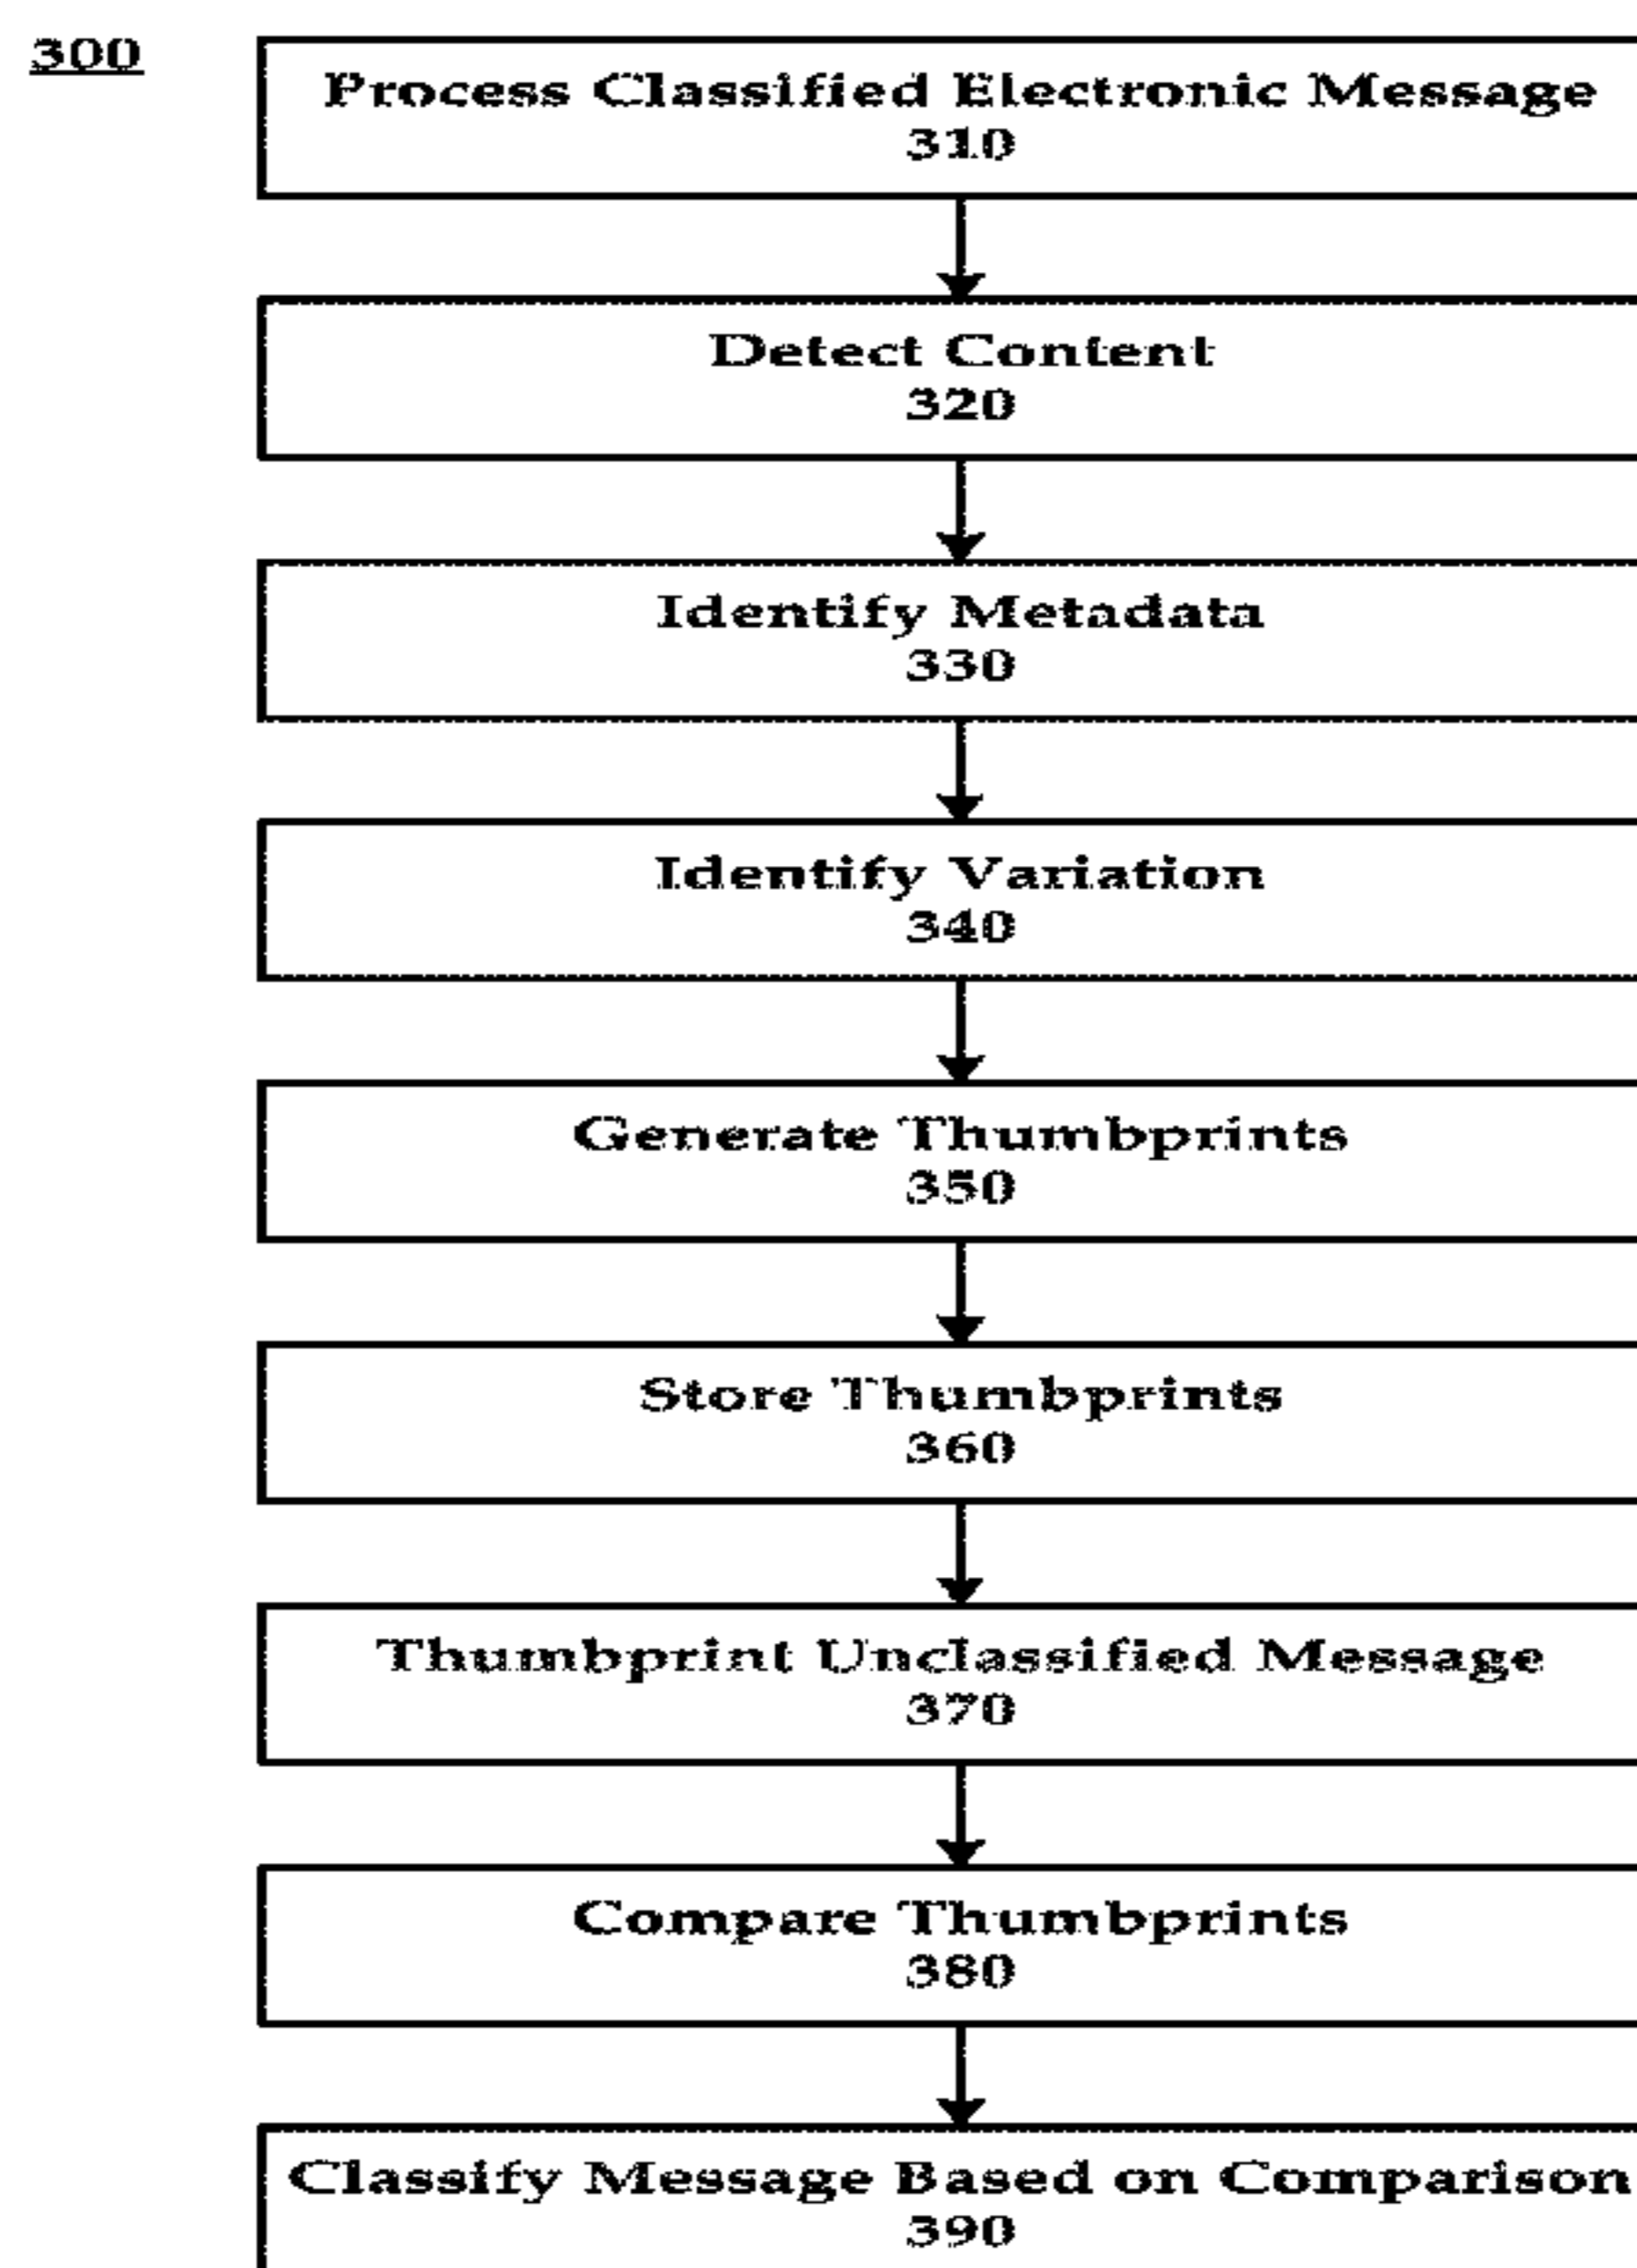 300
Process Classified Electronic Message
310
Detect Content
320
Identify Metadata
330
Identify Variation
340
Generate Thumbprints
350
Store Thumbprints
360
Thumbprint Unclassified Message
370
Compare Thumbprints
380
Classify Message Based on Comparison
390